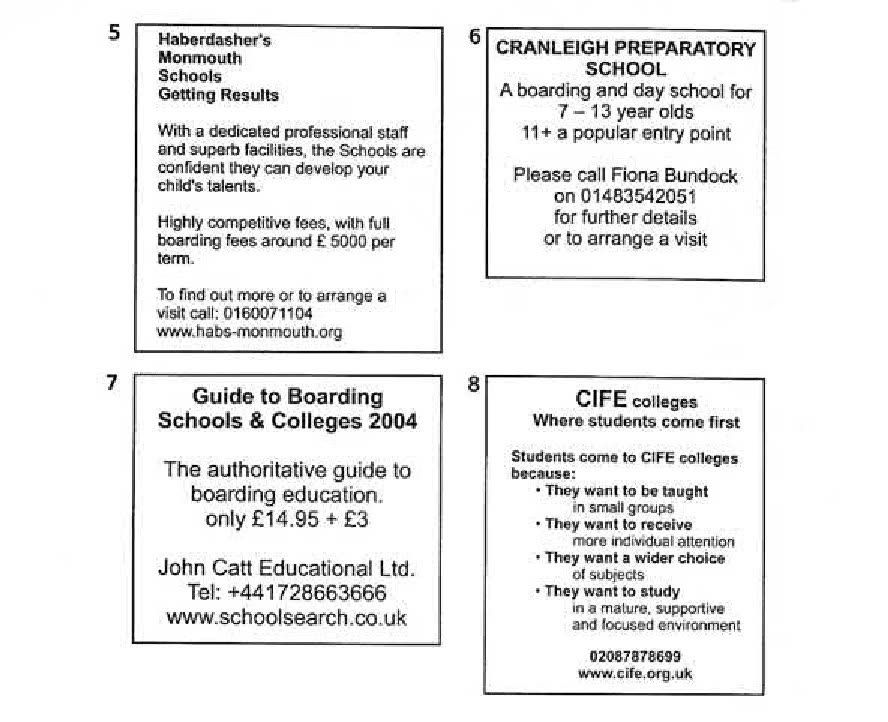 5
Haberdasher's
Monmouth
Schools
Getting Results
With a dedicated professional staff
and superb facilities, the Schools are
confident they can develop your
child's talents.
Highly competitive fees, with full
boarding fees around £ 5000 per
term.
To find out more or to arrange a
visit call: 0160071104
www.habs-monmouth.org
6
CRANLEIGH PREPARATORY
SCHOOL
A boarding and day school for
7 – 13 year olds
11+ a popular entry point
Please call Fiona Bundock
on 01483542051
for further details
or to arrange a visit
7
Guide to Boarding
Schools & Colleges 2004
The authoritative guide to
boarding education.
only £14.95 + £3
John Catt Educational Ltd.
Tel: +441728663666
www.schoolsearch.co.uk
8
CIFE colleges
Where students come first
Students come to CIFE colleges
because:
• They want to be taught
in small groups
• They want to receive
more individual attention
• They want a wider choice
of subjects
• They want to study
in a mature, supportive
and focused environment
02087878699
www.cife.org.uk